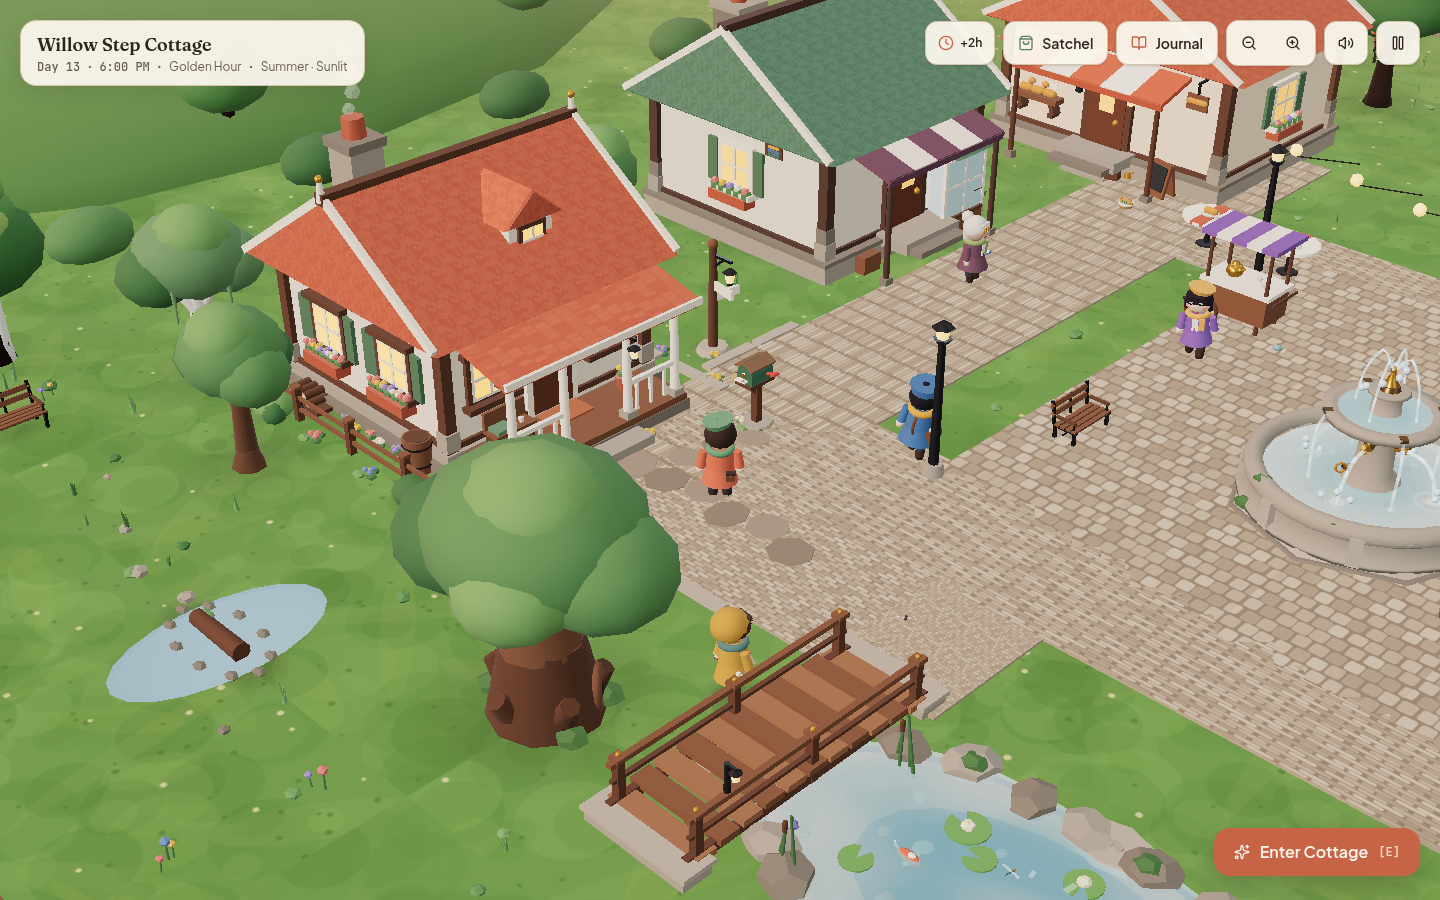 Willow Step Cottage
Day 13 · 6:00 PM · Golden Hour · Summer · Sunlit
+2h
Satchel
Journal
Enter Cottage [E]